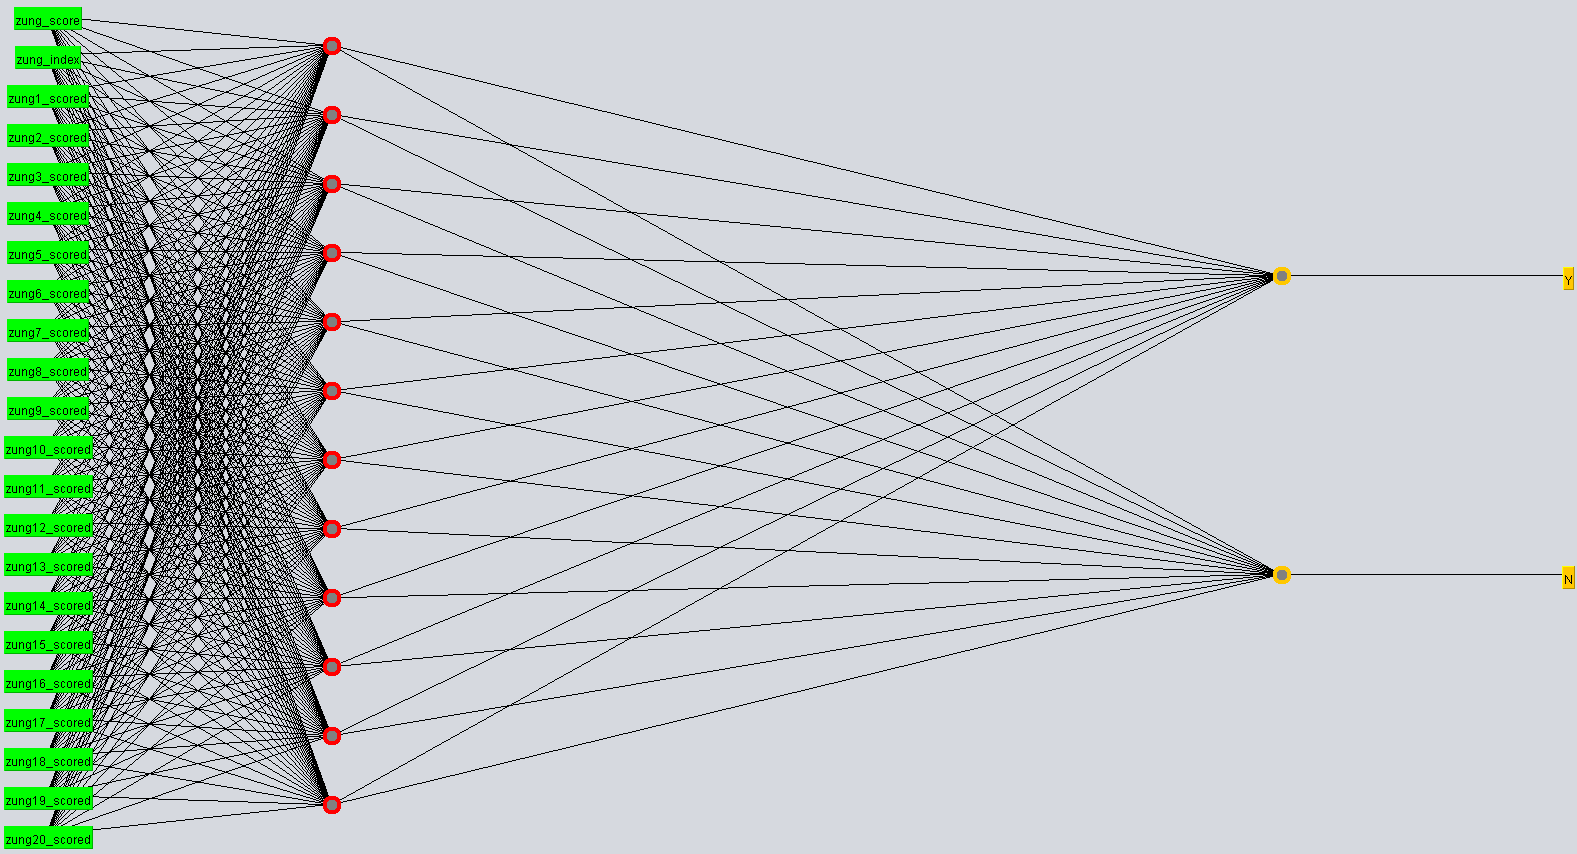 zung_score
zung_index
zung1_scored
zung2_scored
zung3_scored
zung4_scored
zung5_scored
zung6_scored
zung7_scored
zung8_scored
zung9_scored
zung10_scored
zung11_scored
zung12_scored
zung13_scored
zung14_scored
zung15_scored
zung16_scored
zung17_scored
zung18_scored
zung19_scored
zung20_scored
Y
N